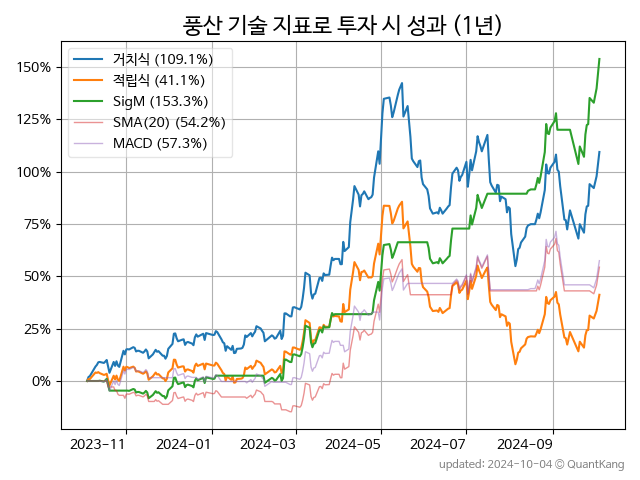 풍산 기술 지표로 투자 시 성과 (1년)
거치식 (109.1%)
적립식 (41.1%)
SigM (153.3%)
SMA(20) (54.2%)
MACD (57.3%)
150%
125%
100%
75%
50%
25%
0%
2023-11
2024-01
2024-03
2024-05
2024-07
2024-09
updated: 2024-10-04 © QuantKang